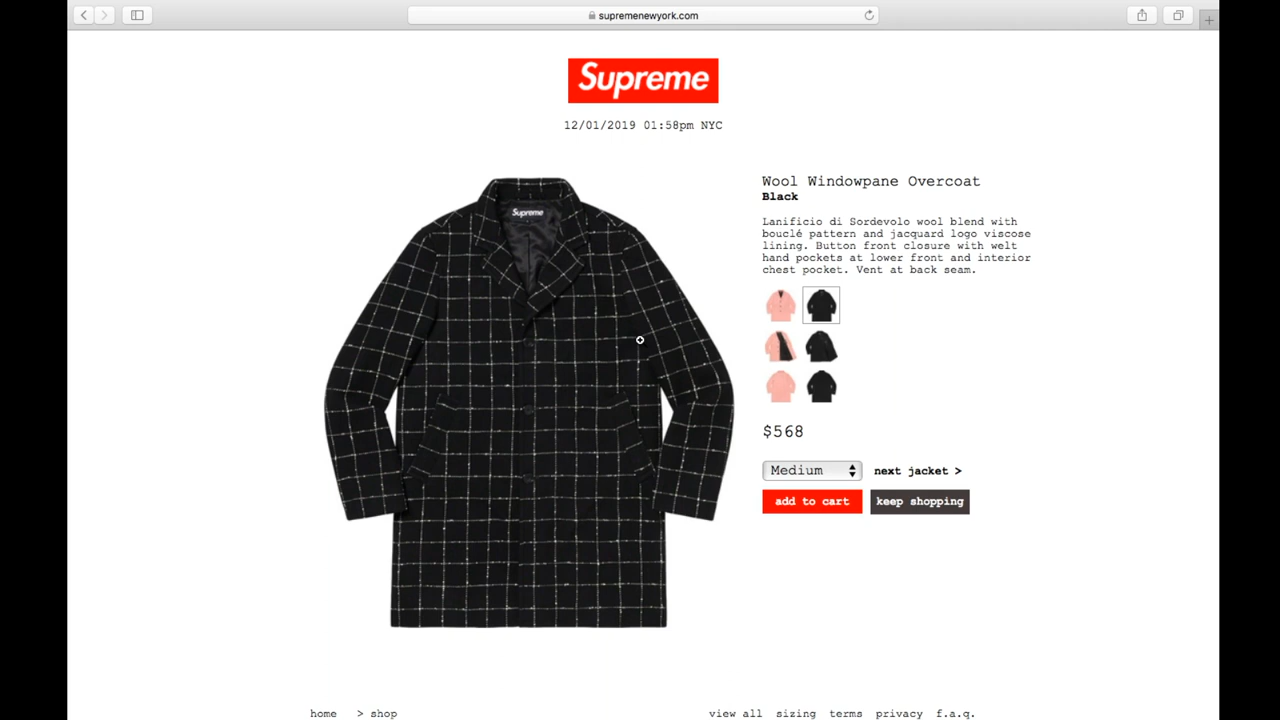 supremenewyork.com
Supreme
12/01/2019 01:58pm NYC
Supreme
Wool Windowpane Overcoat
Black
Lanificio di Sordevolo wool blend with
bouclé pattern and jacquard logo viscose
lining. Button front closure with welt
hand pockets at lower front and interior
chest pocket. Vent at back seam.
$568
Medium next jacket >
add to cart keep shopping
home > shop view all sizing terms privacy f.a.q.